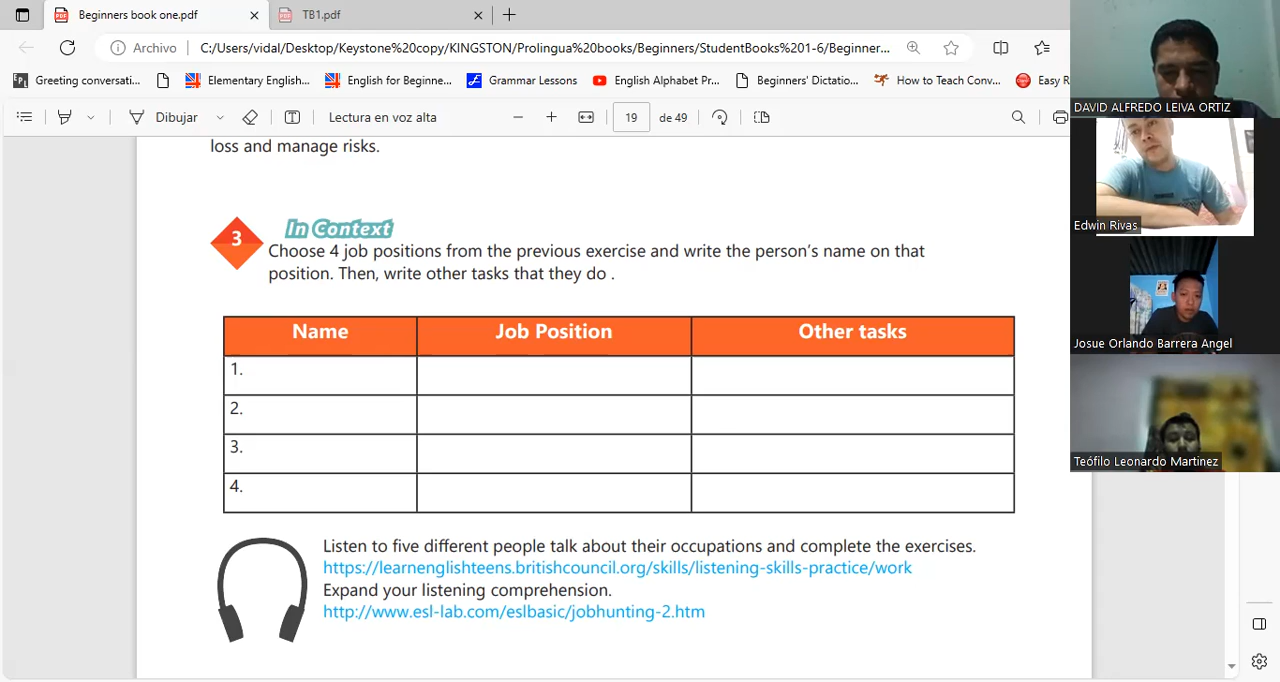 Beginners book one.pdf
TB1.pdf
Archivo
C:/Users/vidal/Desktop/Keystone%20copy/KINGSTON/Prolingua%20books/Beginners/StudentBooks%201-6/Beginner...
Greeting conversati...
Elementary English...
English for Beginne...
Grammar Lessons
English Alphabet Pr...
Beginners' Dictatio...
How to Teach Conv...
Easy R
Dibujar
Lectura en voz alta
19
de 49
loss and manage risks.
3
In Context
Choose 4 job positions from the previous exercise and write the person's name on that
position. Then, write other tasks that they do .
Name
Job Position
Other tasks
1.
2.
3.
4.
Listen to five different people talk about their occupations and complete the exercises.
https://learnenglishteens.britishcouncil.org/skills/listening-skills-practice/work
Expand your listening comprehension.
http://www.esl-lab.com/eslbasic/jobhunting-2.htm
DAVID ALFREDO LEIVA ORTIZ
Edwin Rivas
Josue Orlando Barrera Angel
Teófilo Leonardo Martinez